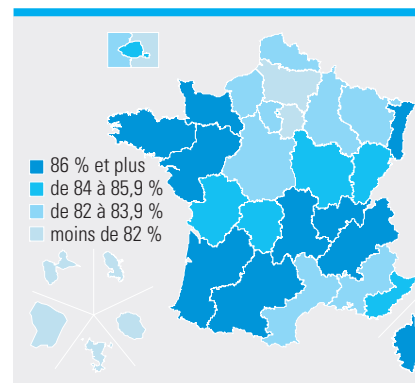 86 % et plus
de 84 à 85,9 %
de 82 à 83,9 %
moins de 82 %